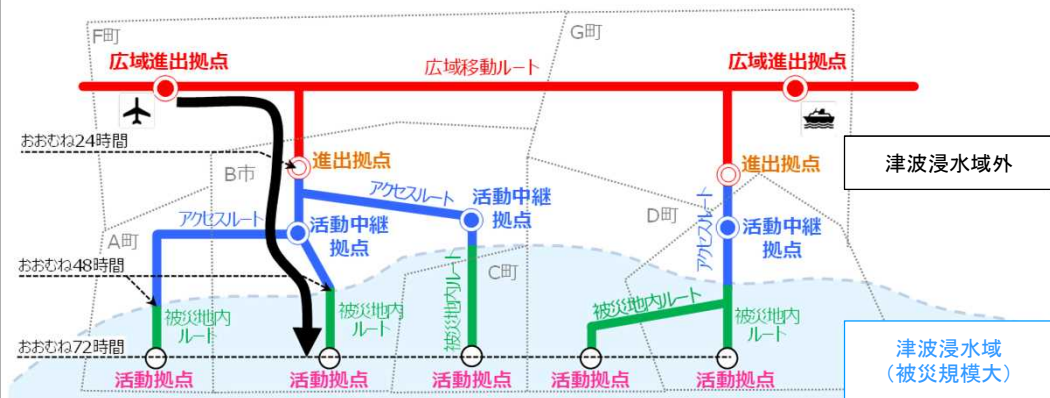 F町
G町
広域進出拠点
広域移動ルート
広域進出拠点
おおむね24時間
B市
進出拠点
進出拠点
津波浸水域外
アクセスルート
アクセスルート
活動中継
拠点
D町
アクセスルート
A町
活動中継
拠点
活動中継
拠点
おおむね48時間
C町
被災地内
ルート
被災地内
ルート
被災地内ルート
被災地内ルート
被災地内
ルート
おおむね72時間
津波浸水域
(被災規模大)
活動拠点
活動拠点
活動拠点
活動拠点
活動拠点